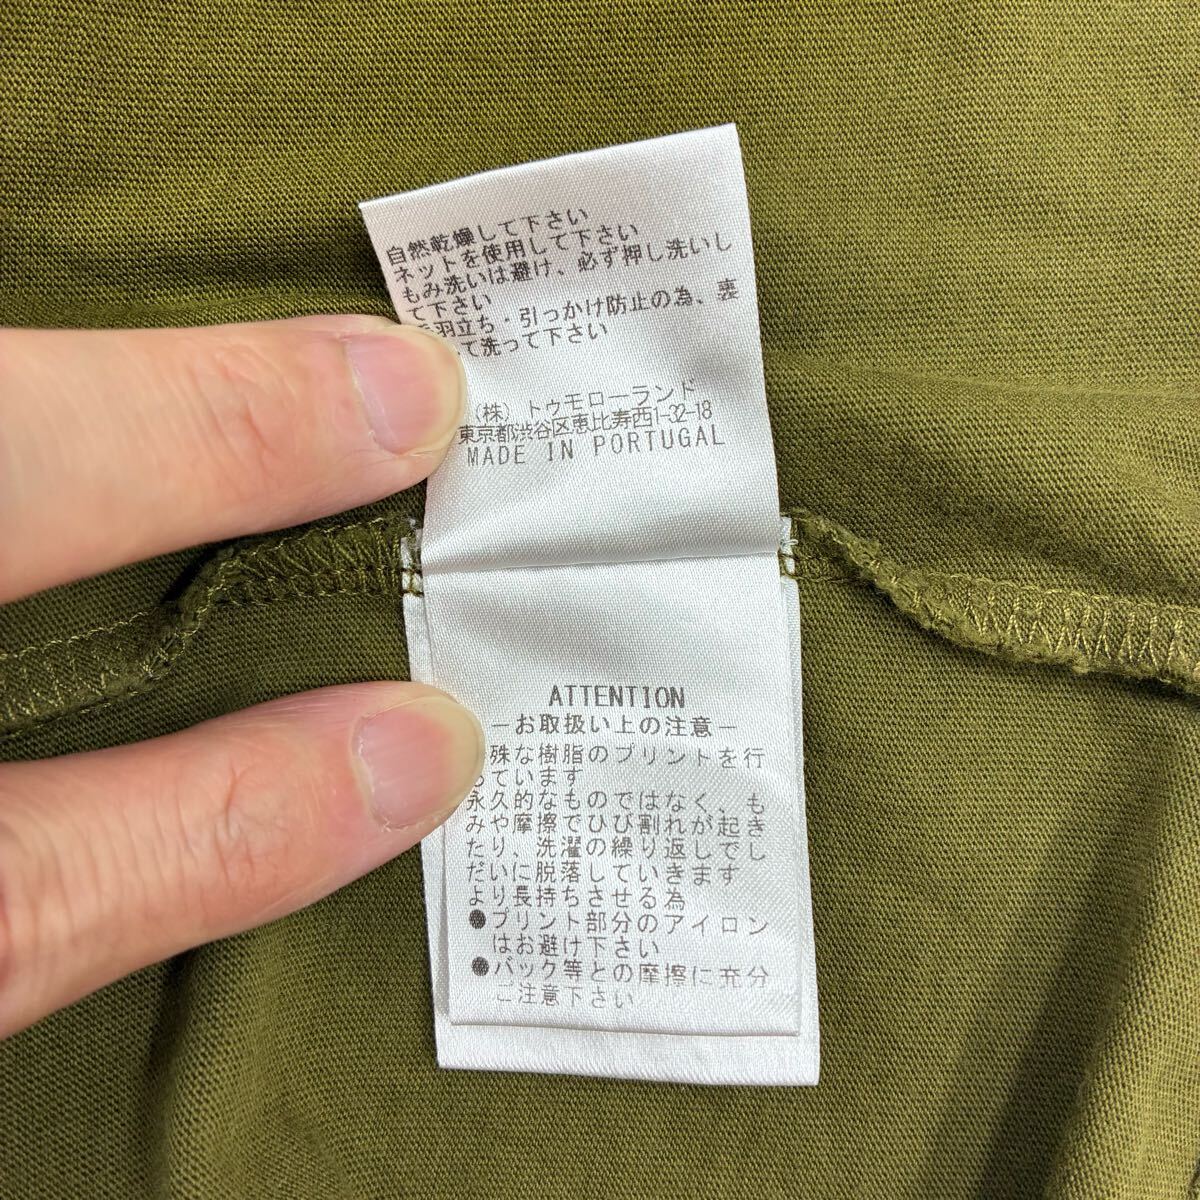 自然乾燥して下さい
ネットを使用して下さい
もみ洗いは避け、必ず押し洗いし
て下さい
羽立ち・引っかけ防止の為、裏
て洗って下さい
(株) トゥモローランド
東京都渋谷区恵比寿西1-32-18
MADE IN PORTUGAL
ATTENTION
－お取扱い上の注意－
殊な樹脂のプリントを行
っています
永久的なものではなく、も
みや摩擦でひび割れが起き
たり、洗濯の繰り返しでし
だいに脱落していきます
より長持ちさせる為
●プリント部分のアイロン
はお避け下さい
●バック等との摩擦に充分
ご注意下さい